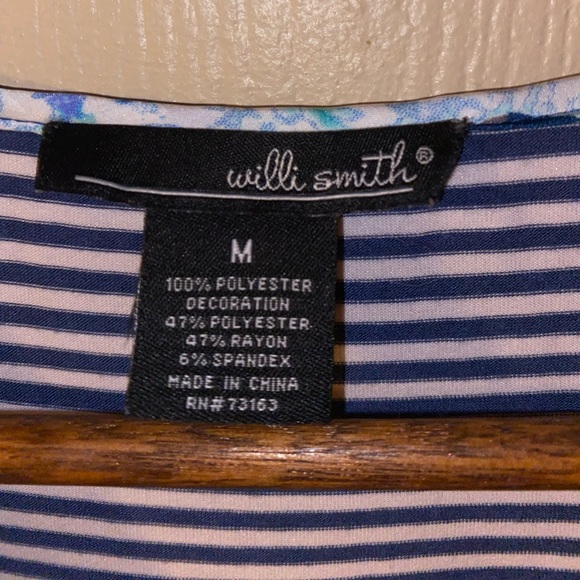 willi smith®
M
100% POLYESTER
DECORATION
47% POLYESTER
47% RAYON
6% SPANDEX
MADE IN CHINA
RN# 73163